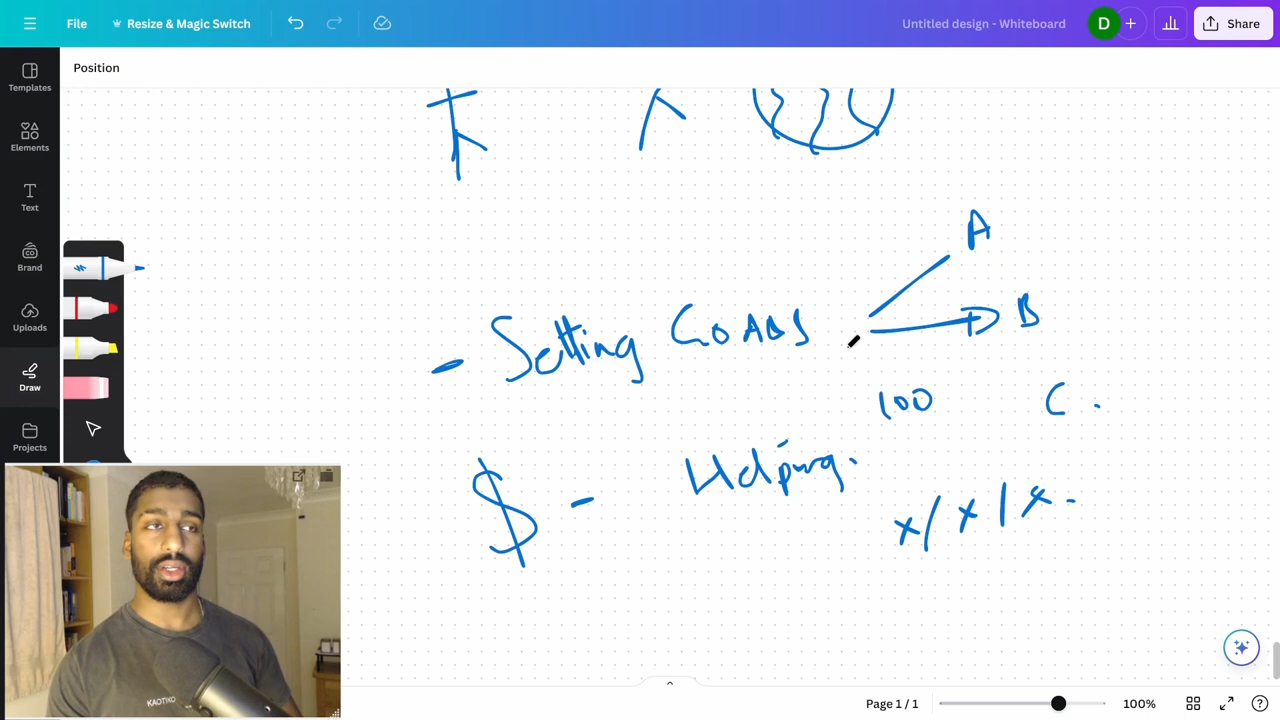 File
Resize & Magic Switch
Untitled design - Whiteboard
D
Share
Position
Templates
Elements
Text
Brand
Uploads
Draw
Projects
A
- Setting GOALS
B
100
C .
$ -
Helping.
x/ x / x .
KAOTIKO
Page 1 / 1
100%